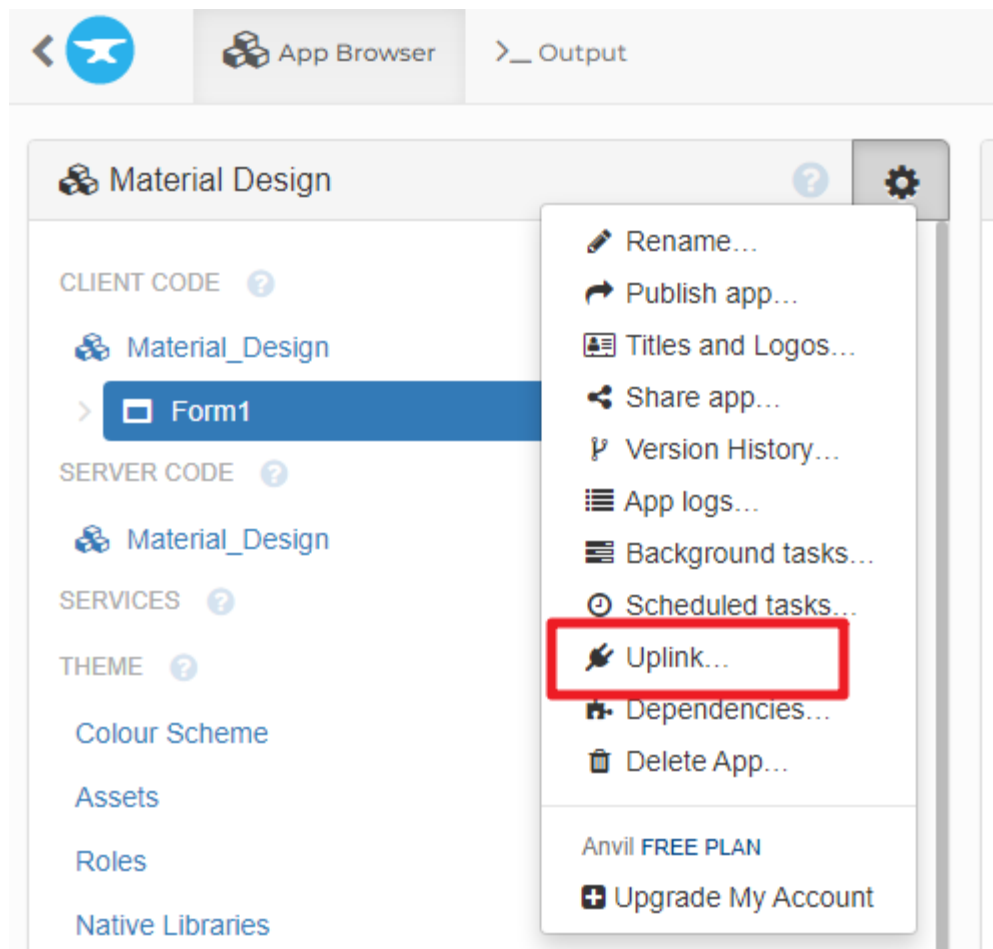 App Browser
>_ Output
Material Design
?
Rename...
CLIENT CODE ?
Publish app...
Material_Design
Titles and Logos...
Form1
Share app...
SERVER CODE ?
Version History...
Material_Design
App logs...
SERVICES ?
Background tasks...
THEME ?
Scheduled tasks...
Colour Scheme
Uplink...
Assets
Dependencies...
Roles
Delete App...
Native Libraries
Anvil FREE PLAN
Upgrade My Account